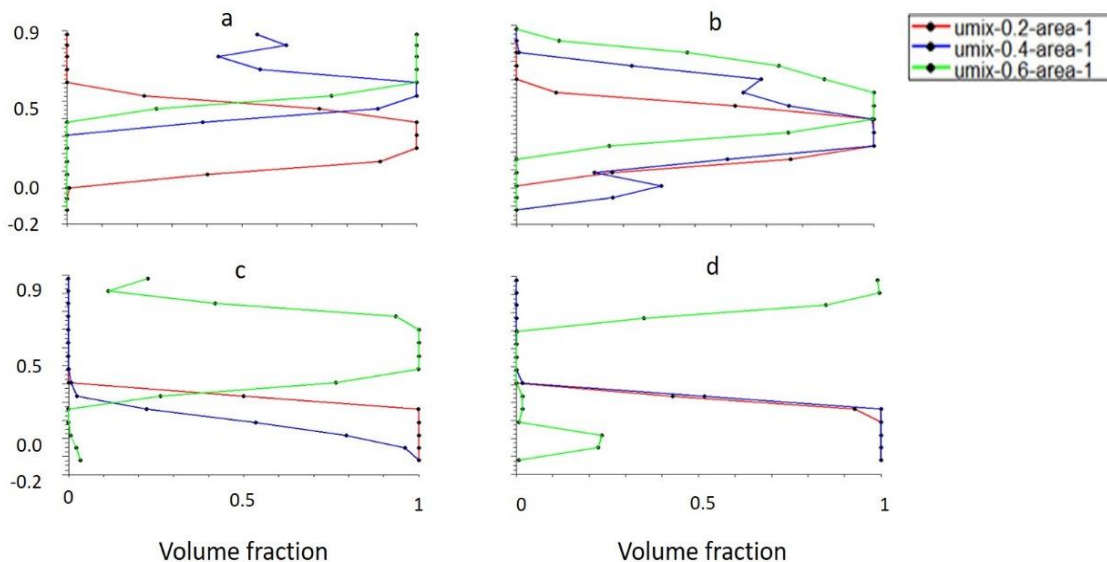 a
b
umix-0.2-area-1
umix-0.4-area-1
umix-0.6-area-1
0.9
0.5
0.0
-0.2
c
d
0.9
0.5
0.0
-0.2
0
0.5
1
0
0.5
1
Volume fraction
Volume fraction